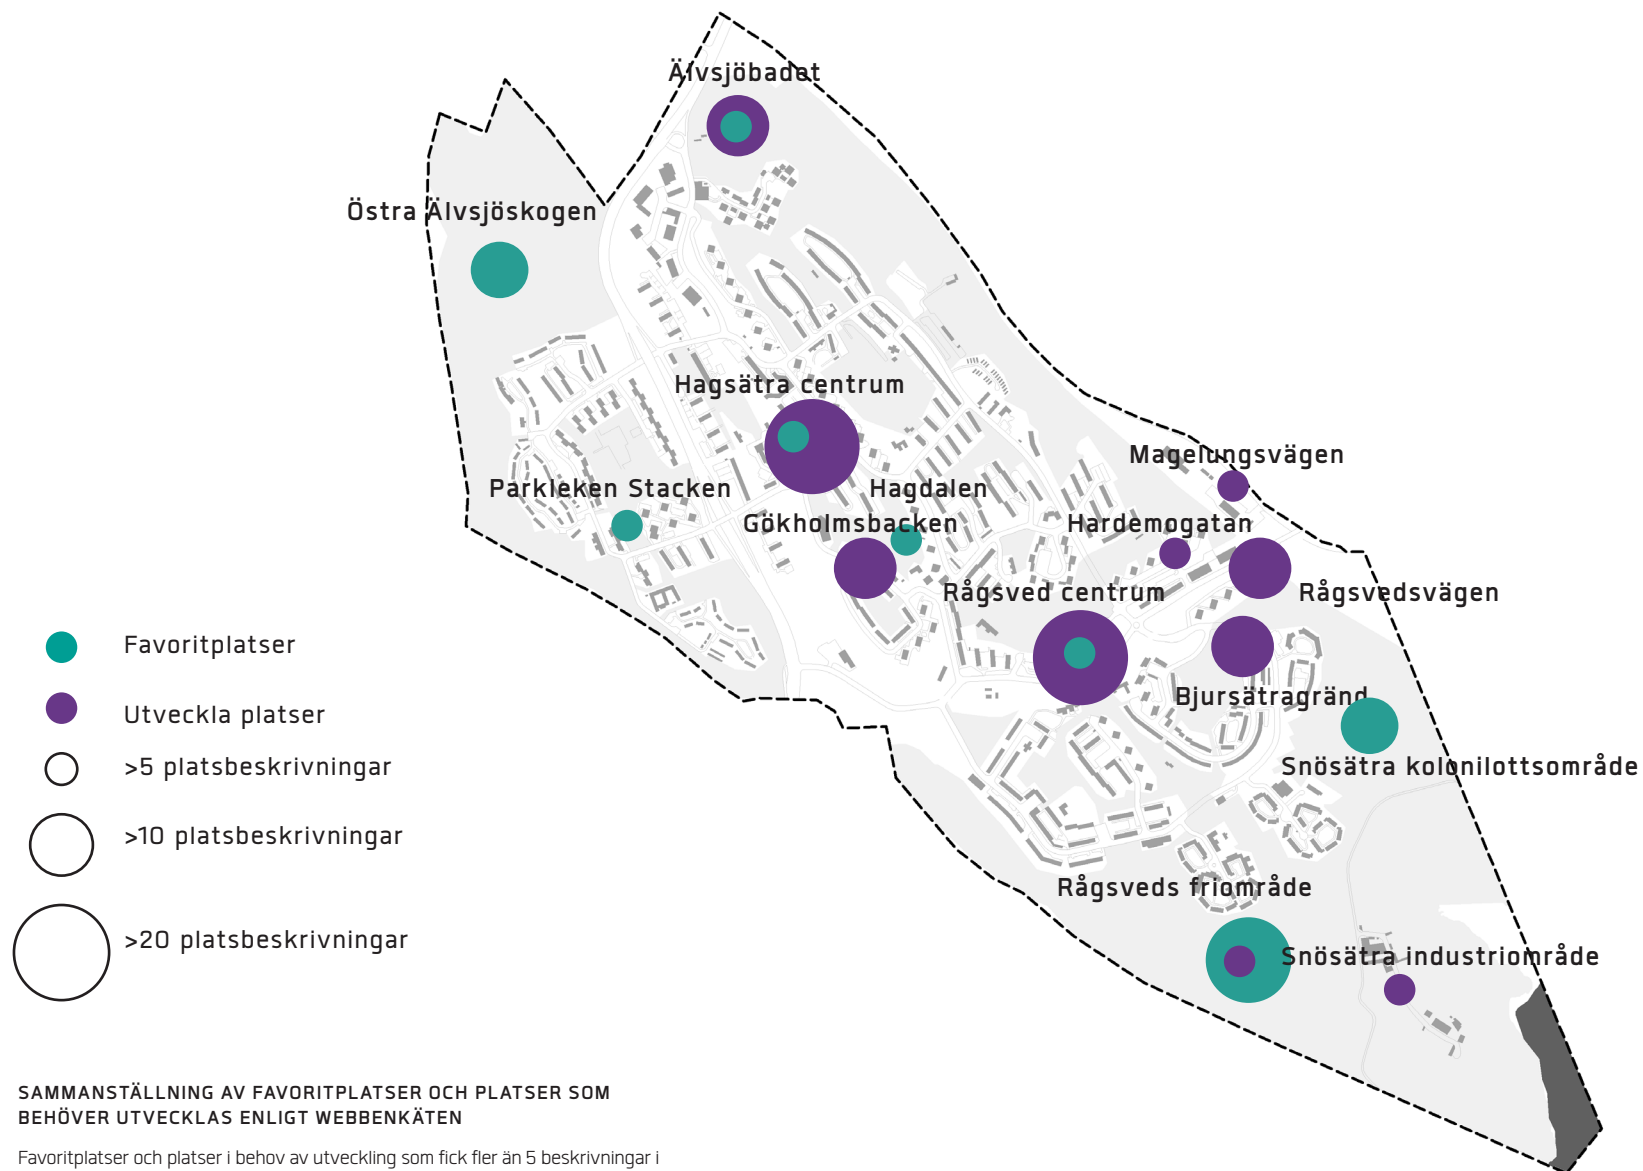 Älvsjöbadet
Östra Älvsjöskogen
Hagsätra centrum
Magelungsvägen
Parkleken Stacken
Hagdalen
Gökholmsbacken
Hardemogatan
Rågsved centrum
Rågsvedsvägen
Bjursätragränd
Snösätra kolonilottsområde
Rågsveds friområde
Snösätra industriområde
Favoritplatser
Utveckla platser
>5 platsbeskrivningar
>10 platsbeskrivningar
>20 platsbeskrivningar
SAMMANSTÄLLNING AV FAVORITPLATSER OCH PLATSER SOM
BEHÖVER UTVECKLAS ENLIGT WEBBENKÄTEN
Favoritplatser och platser i behov av utveckling som fick fler än 5 beskrivningar i